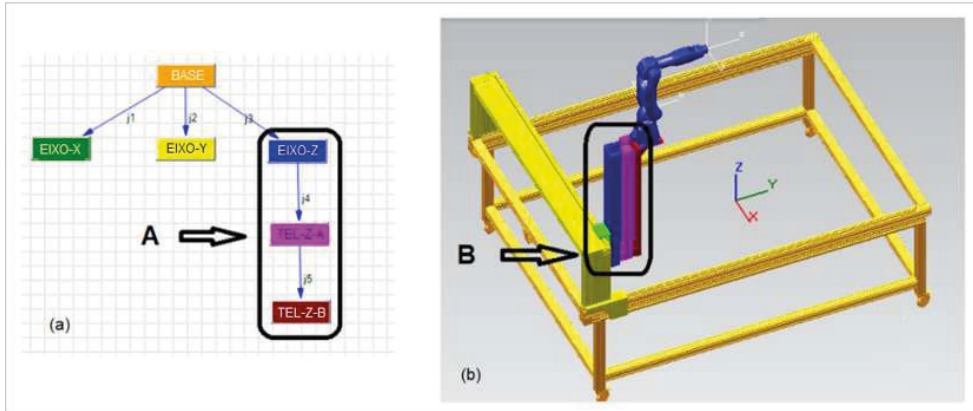 BASE
j1
j2
j3
EIXO-X
EIXO-Y
EIXO-Z
j4
A
TEL-Z-A
j5
TEL-Z-B
(a)
Z
Y
X
B
(b)